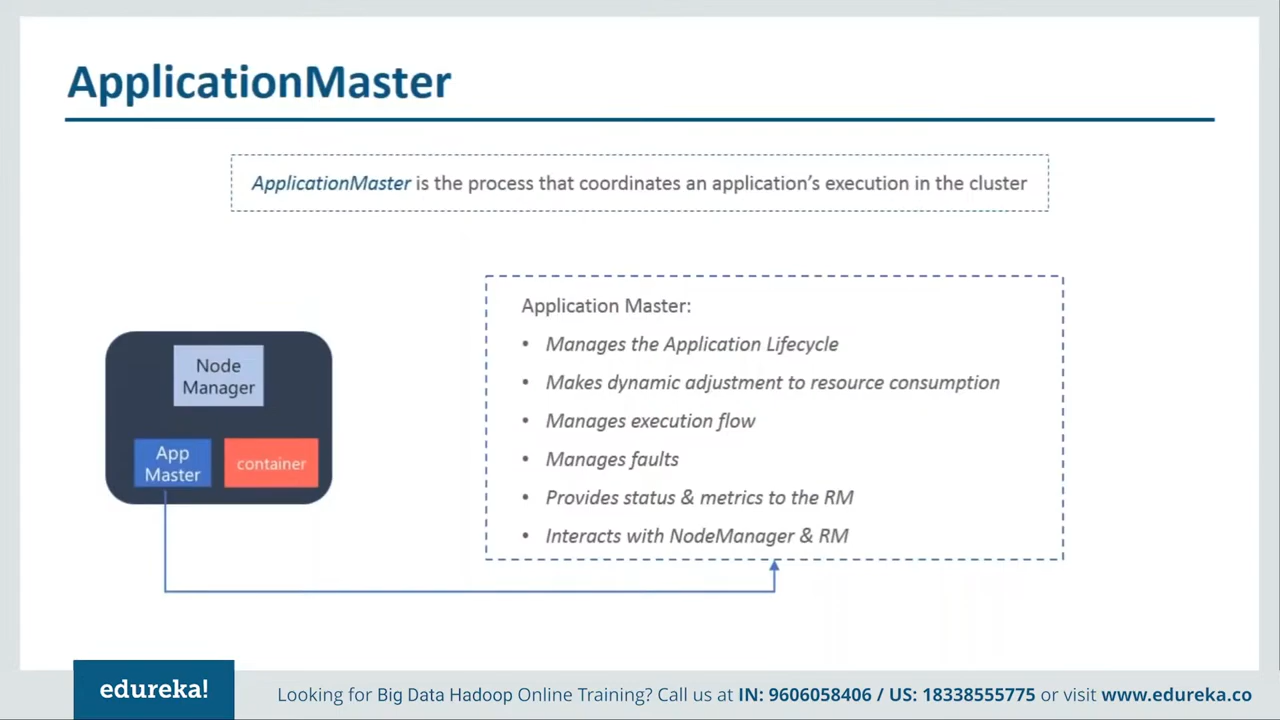 ApplicationMaster
ApplicationMaster is the process that coordinates an application's execution in the cluster
Node
Manager
App
Master
container
Application Master:
• Manages the Application Lifecycle
• Makes dynamic adjustment to resource consumption
• Manages execution flow
• Manages faults
• Provides status & metrics to the RM
• Interacts with NodeManager & RM
edureka!
Looking for Big Data Hadoop Online Training? Call us at IN: 9606058406 / US: 18338555775 or visit www.edureka.co